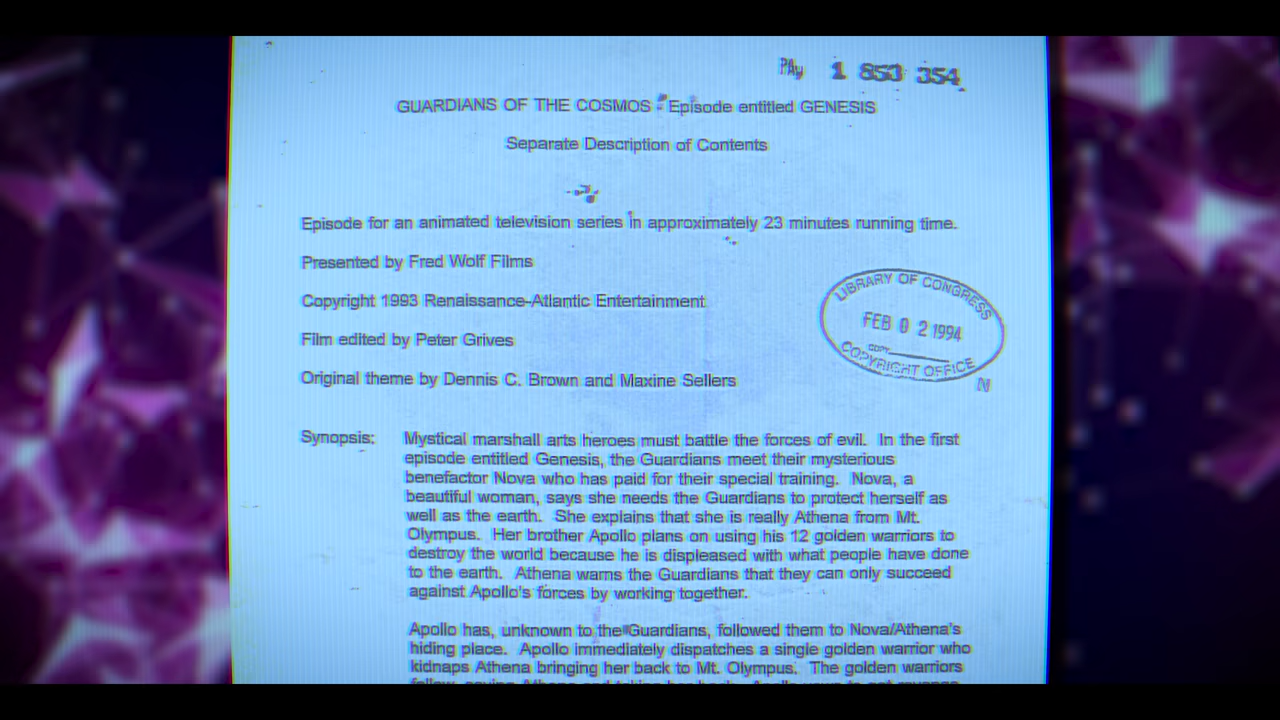 PAu 1 853 354
GUARDIANS OF THE COSMOS - Episode entitled GENESIS
Separate Description of Contents
Episode for an animated television series in approximately 23 minutes running time.
Presented by Fred Wolf Films
Copyright 1993 Renaissance-Atlantic Entertainment
Film edited by Peter Grives
Original theme by Dennis C. Brown and Maxine Sellers
LIBRARY OF CONGRESS
FEB 0 2 1994
COPY
COPYRIGHT OFFICE
N
Synopsis: Mystical marshall arts heroes must battle the forces of evil. In the first
episode entitled Genesis, the Guardians meet their mysterious
benefactor Nova who has paid for their special training. Nova, a
beautiful woman, says she needs the Guardians to protect herself as
well as the earth. She explains that she is really Athena from Mt.
Olympus. Her brother Apollo plans on using his 12 golden warriors to
destroy the world because he is displeased with what people have done
to the earth. Athena warns the Guardians that they can only succeed
against Apollo's forces by working together.
Apollo has, unknown to the Guardians, followed them to Nova/Athena's
hiding place. Apollo immediately dispatches a single golden warrior who
kidnaps Athena bringing her back to Mt. Olympus. The golden warriors